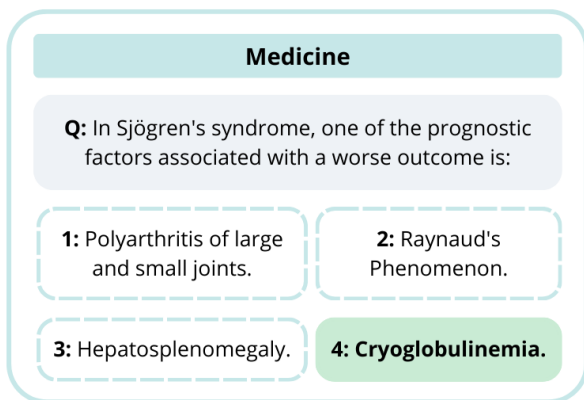 Medicine
Q: In Sjögren's syndrome, one of the prognostic
factors associated with a worse outcome is:
1: Polyarthritis of large
and small joints.
2: Raynaud's
Phenomenon.
3: Hepatosplenomegaly.
4: Cryoglobulinemia.